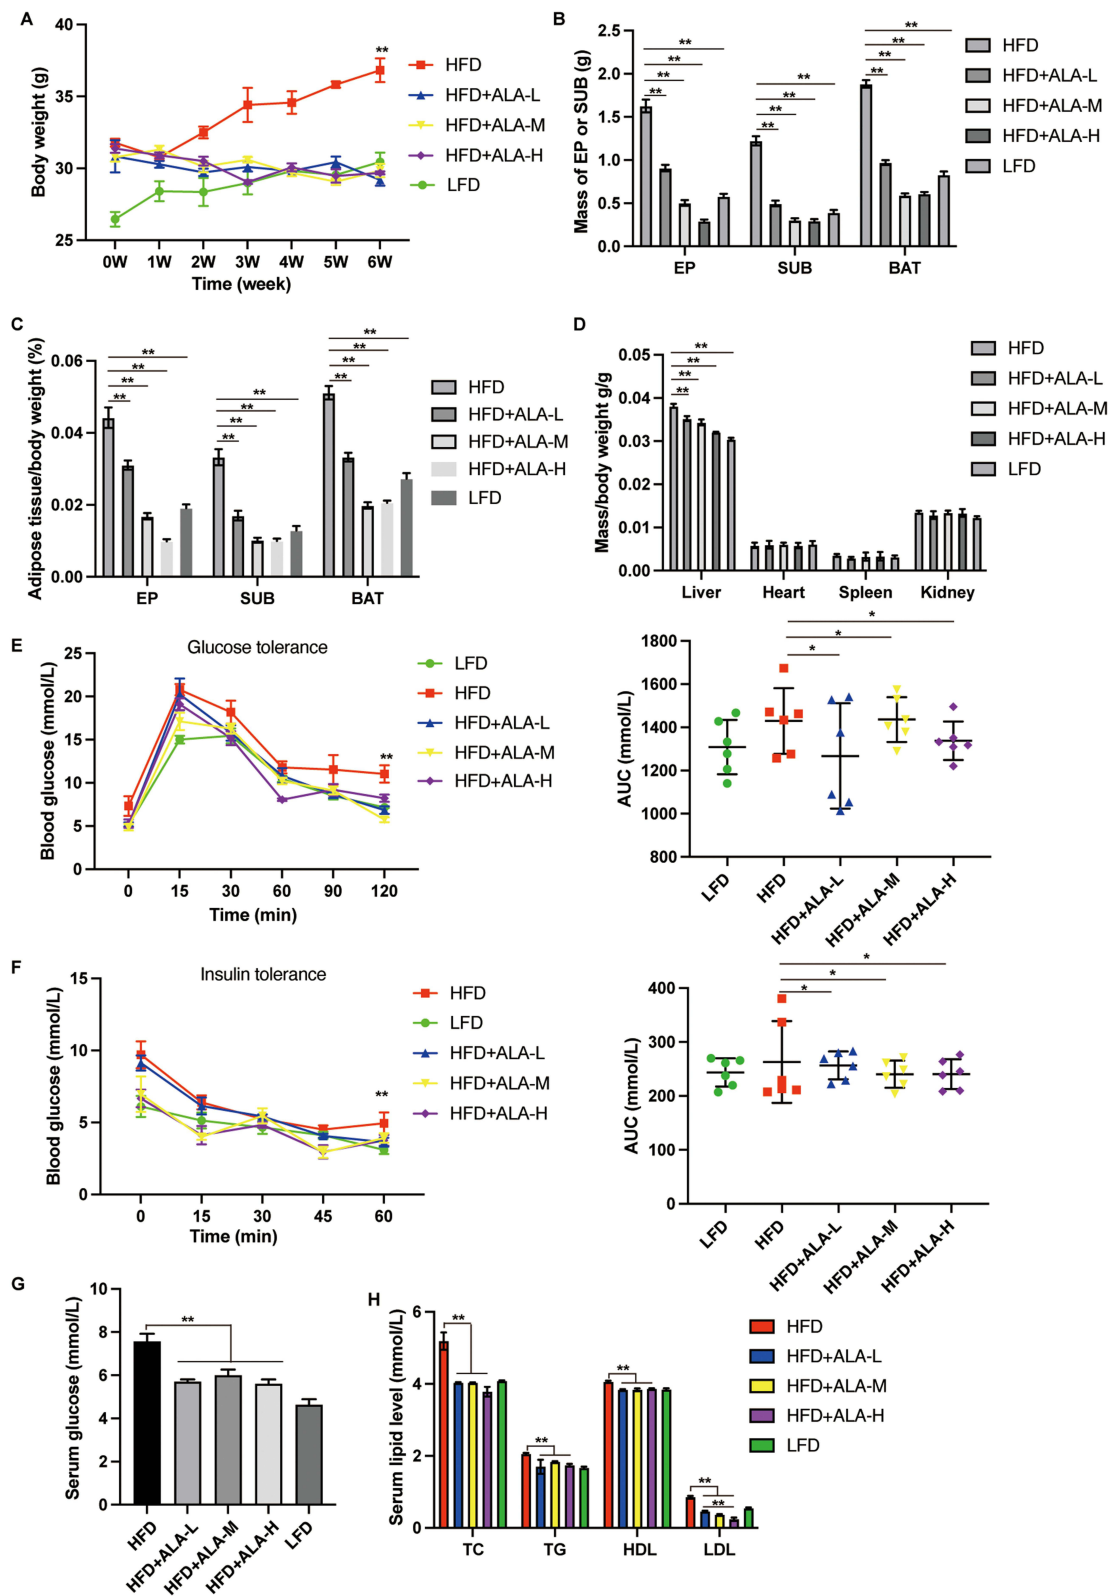 A
Body weight (g)
40
35
30
25
0W 1W 2W 3W 4W 5W 6W
Time (week)
**
HFD
HFD+ALA-L
HFD+ALA-M
HFD+ALA-H
LFD
B
Mass of EP or SUB (g)
2.5
2.0
1.5
1.0
0.5
0.0
** ** ** **
** ** ** **
** ** ** **
EP SUB BAT
HFD
HFD+ALA-L
HFD+ALA-M
HFD+ALA-H
LFD
C
Adipose tissue/body weight (%)
0.06
0.04
0.02
0.00
** ** ** **
** ** ** **
** ** ** **
EP SUB BAT
HFD
HFD+ALA-L
HFD+ALA-M
HFD+ALA-H
LFD
D
Mass/body weight g/g
0.05
0.04
0.03
0.02
0.01
0.00
** ** ** **
Liver Heart Spleen Kidney
HFD
HFD+ALA-L
HFD+ALA-M
HFD+ALA-H
LFD
E
Glucose tolerance
Blood glucose (mmol/L)
25
20
15
10
5
0
0 15 30 60 90 120
Time (min)
**
LFD
HFD
HFD+ALA-L
HFD+ALA-M
HFD+ALA-H
AUC (mmol/L)
1800
1600
1400
1200
1000
800
* * *
LFD
HFD
HFD+ALA-L
HFD+ALA-M
HFD+ALA-H
F
Insulin tolerance
Blood glucose (mmol/L)
15
10
5
0
0 15 30 45 60
Time (min)
**
HFD
LFD
HFD+ALA-L
HFD+ALA-M
HFD+ALA-H
AUC (mmol/L)
400
300
200
100
0
* * *
LFD
HFD
HFD+ALA-L
HFD+ALA-M
HFD+ALA-H
G
Serum glucose (mmol/L)
10
8
6
4
2
0
**
HFD
HFD+ALA-L
HFD+ALA-M
HFD+ALA-H
LFD
H
Serum lipid level (mmol/L)
6
4
2
0
** ** ** ** **
TC TG HDL LDL
HFD
HFD+ALA-L
HFD+ALA-M
HFD+ALA-H
LFD